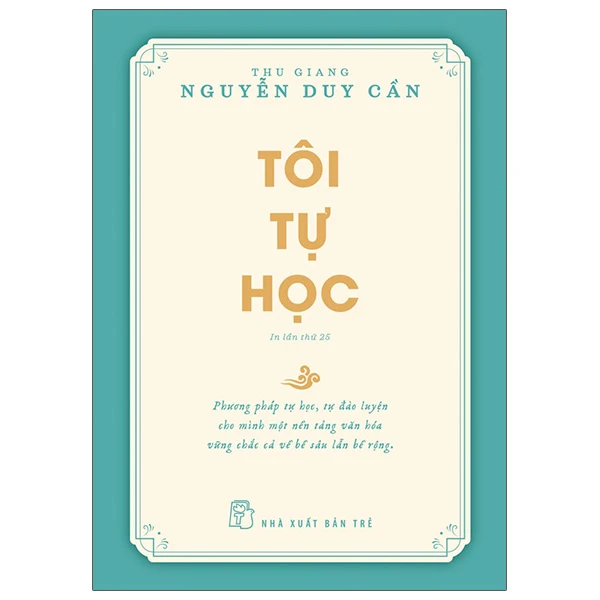 THU GIANG
NGUYỄN DUY CẦN
TÔI
TỰ
HỌC
In lần thứ 25
Phương pháp tự học, tự đào luyện
cho mình một nền tảng văn hóa
vững chắc cả về bề sâu lẫn bề rộng.
NHÀ XUẤT BẢN TRẺ